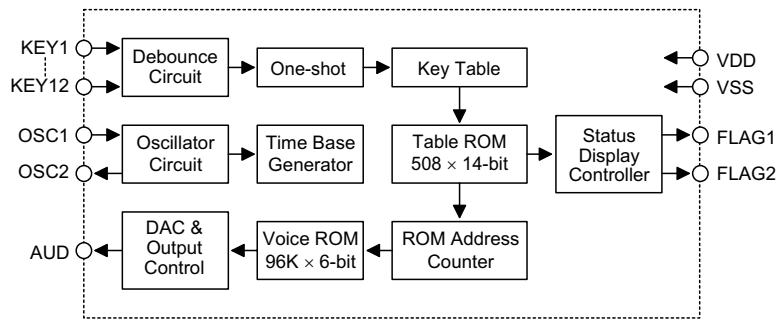 KEY1
KEY12
Debounce
Circuit
One-shot
Key Table
VDD
VSS
OSC1
OSC2
Oscillator
Circuit
Time Base
Generator
Table ROM
508 × 14-bit
Status
Display
Controller
FLAG1
FLAG2
AUD
DAC &
Output
Control
Voice ROM
96K × 6-bit
ROM Address
Counter